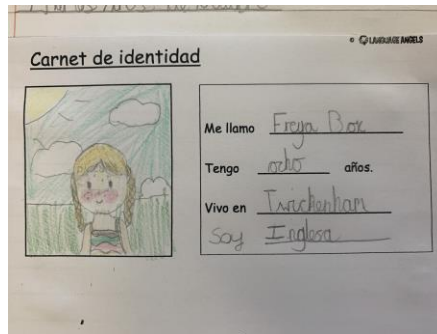 © LANGUAGE ANGELS
Carnet de identidad
Me llamo Freya Box
Tengo ocho años.
Vivo en Twickenham
Soy Inglesa